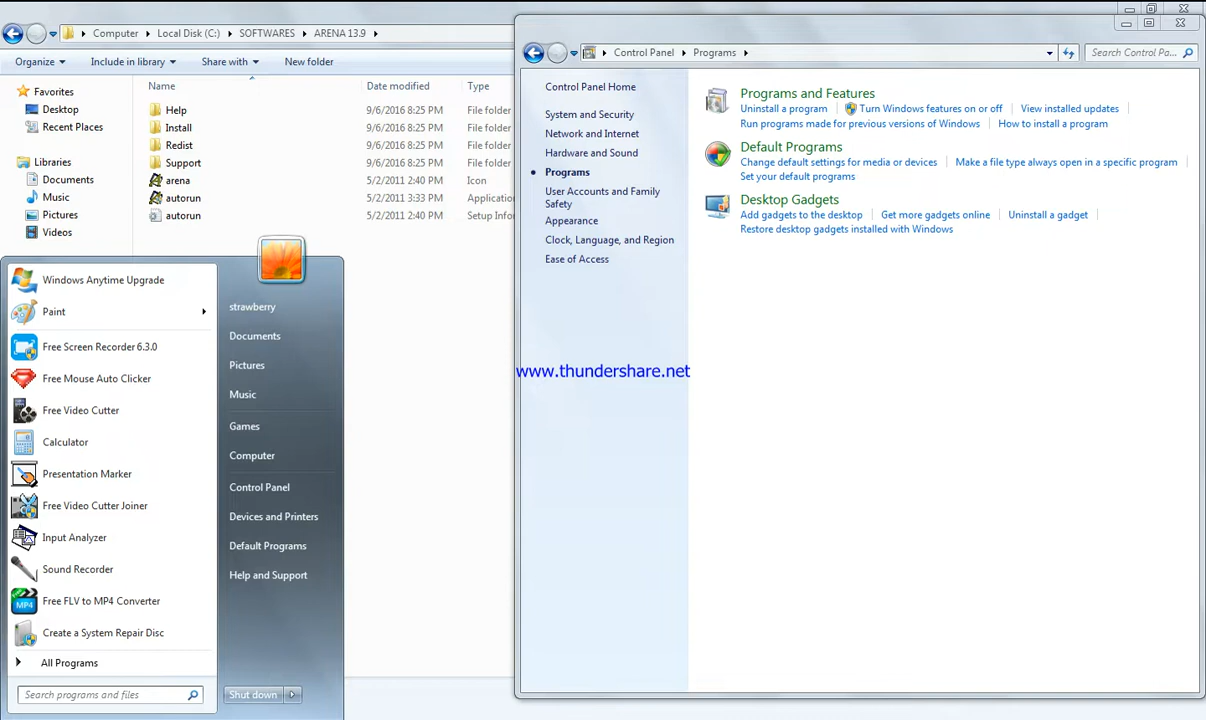 Computer ▸ Local Disk (C:) ▸ SOFTWARES ▸ ARENA 13.9 ▸
Organize Include in library Share with New folder
Name Date modified Type
Favorites
Desktop
Recent Places
Libraries
Documents
Music
Pictures
Videos
Help 9/6/2016 8:25 PM File folder
Install 9/6/2016 8:25 PM File folder
Redist 9/6/2016 8:25 PM File folder
Support 9/6/2016 8:25 PM File folder
arena 5/2/2011 2:40 PM Icon
autorun 5/2/2011 3:33 PM Applicatio
autorun 5/2/2011 2:40 PM Setup Infor
Windows Anytime Upgrade
Paint
Free Screen Recorder 6.3.0
Free Mouse Auto Clicker
Free Video Cutter
Calculator
Presentation Marker
Free Video Cutter Joiner
Input Analyzer
Sound Recorder
MP4
Free FLV to MP4 Converter
Create a System Repair Disc
All Programs
Search programs and files
strawberry
Documents
Pictures
Music
Games
Computer
Control Panel
Devices and Printers
Default Programs
Help and Support
Shut down
Control Panel ▸ Programs ▸
Search Control Pa...
Control Panel Home
System and Security
Network and Internet
Hardware and Sound
Programs
User Accounts and Family
Safety
Appearance
Clock, Language, and Region
Ease of Access
Programs and Features
Uninstall a program Turn Windows features on or off View installed updates
Run programs made for previous versions of Windows How to install a program
Default Programs
Change default settings for media or devices Make a file type always open in a specific program
Set your default programs
Desktop Gadgets
Add gadgets to the desktop Get more gadgets online Uninstall a gadget
Restore desktop gadgets installed with Windows
www.thundershare.net